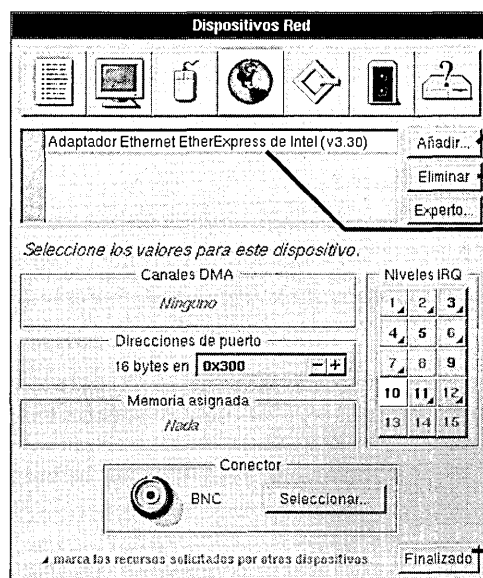 Dispositivos Red
?
Adaptador Ethernet EtherExpress de Intel (v3.30)
Añadir...
Eliminar
Experto...
Seleccione los valores para este dispositivo.
Canales DMA
Ninguno
Niveles IRQ
1 2 3
4 5 6
7 8 9
10 11 12
13 14 15
Direcciones de puerto
16 bytes en 0x300 − +
Memoria asignada
Nada
Conector
BNC Seleccionar...
marca los recursos solicitados por otros dispositivos
Finalizado